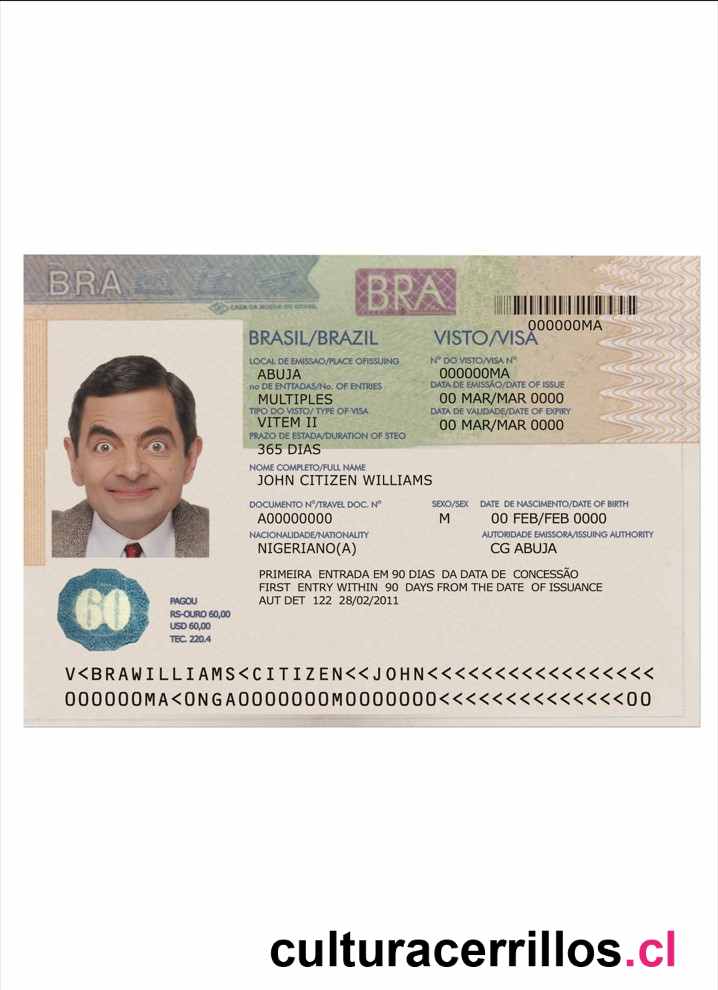 BRA
BRA
CASA DA MOEDA DO BRASIL
000000MA
BRASIL/BRAZIL
VISTO/VISA
LOCAL DE EMISSAO/PLACE OFISSUING
Nº DO VISTO/VISA Nº
ABUJA
000000MA
no DE ENTTADAS/No. OF ENTRIES
DATA DE EMISSÃO/DATE OF ISSUE
MULTIPLES
00 MAR/MAR 0000
TIPO DO VISTO/ TYPE OF VISA
DATA DE VALIDADE/DATE OF EXPIRY
VITEM II
00 MAR/MAR 0000
PRAZO DE ESTADA/DURATION OF STEO
365 DIAS
NOME COMPLETO/FULL NAME
JOHN CITIZEN WILLIAMS
DOCUMENTO Nº/TRAVEL DOC. Nº
SEXO/SEX
DATE DE NASCIMENTO/DATE OF BIRTH
A00000000
M
00 FEB/FEB 0000
NACIONALIDADE/NATIONALITY
AUTORIDADE EMISSORA/ISSUING AUTHORITY
NIGERIANO(A)
CG ABUJA
PRIMEIRA ENTRADA EM 90 DIAS DA DATA DE CONCESSÃO
FIRST ENTRY WITHIN 90 DAYS FROM THE DATE OF ISSUANCE
AUT DET 122 28/02/2011
60
PAGOU
RS-OURO 60,00
USD 60,00
TEC. 220.4
V<BRAWILLIAMS<CITIZEN<<JOHN<<<<<<<<<<<<<<<<<
000000MA<0NGA0000000M0000000<<<<<<<<<<<<<<00
culturacerrillos.cl